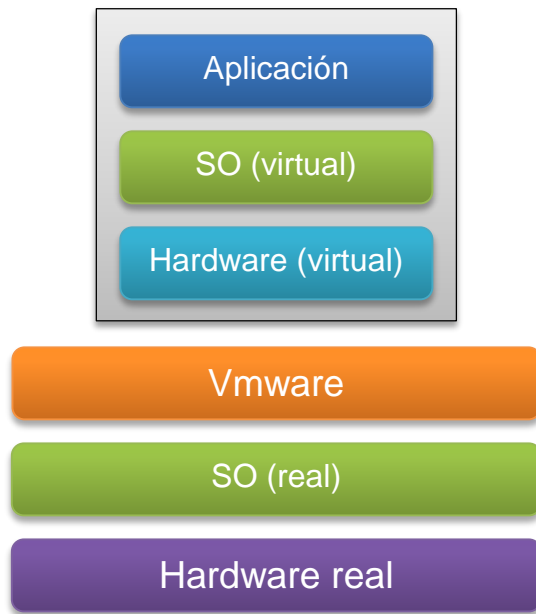 Aplicación
SO (virtual)
Hardware (virtual)
Vmware
SO (real)
Hardware real